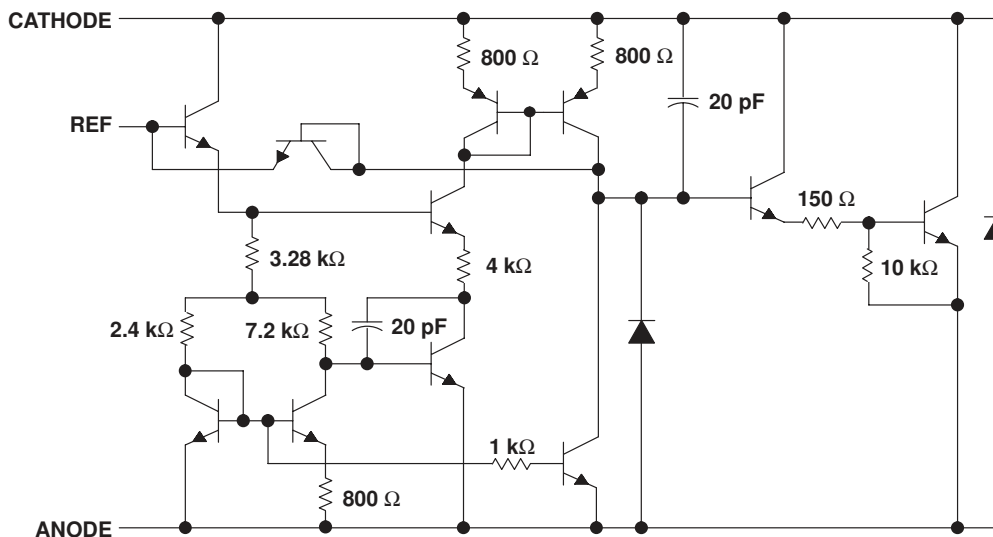 CATHODE
800 Ω
800 Ω
20 pF
REF
150 Ω
3.28 kΩ
4 kΩ
10 kΩ
2.4 kΩ
7.2 kΩ
20 pF
1 kΩ
800 Ω
ANODE